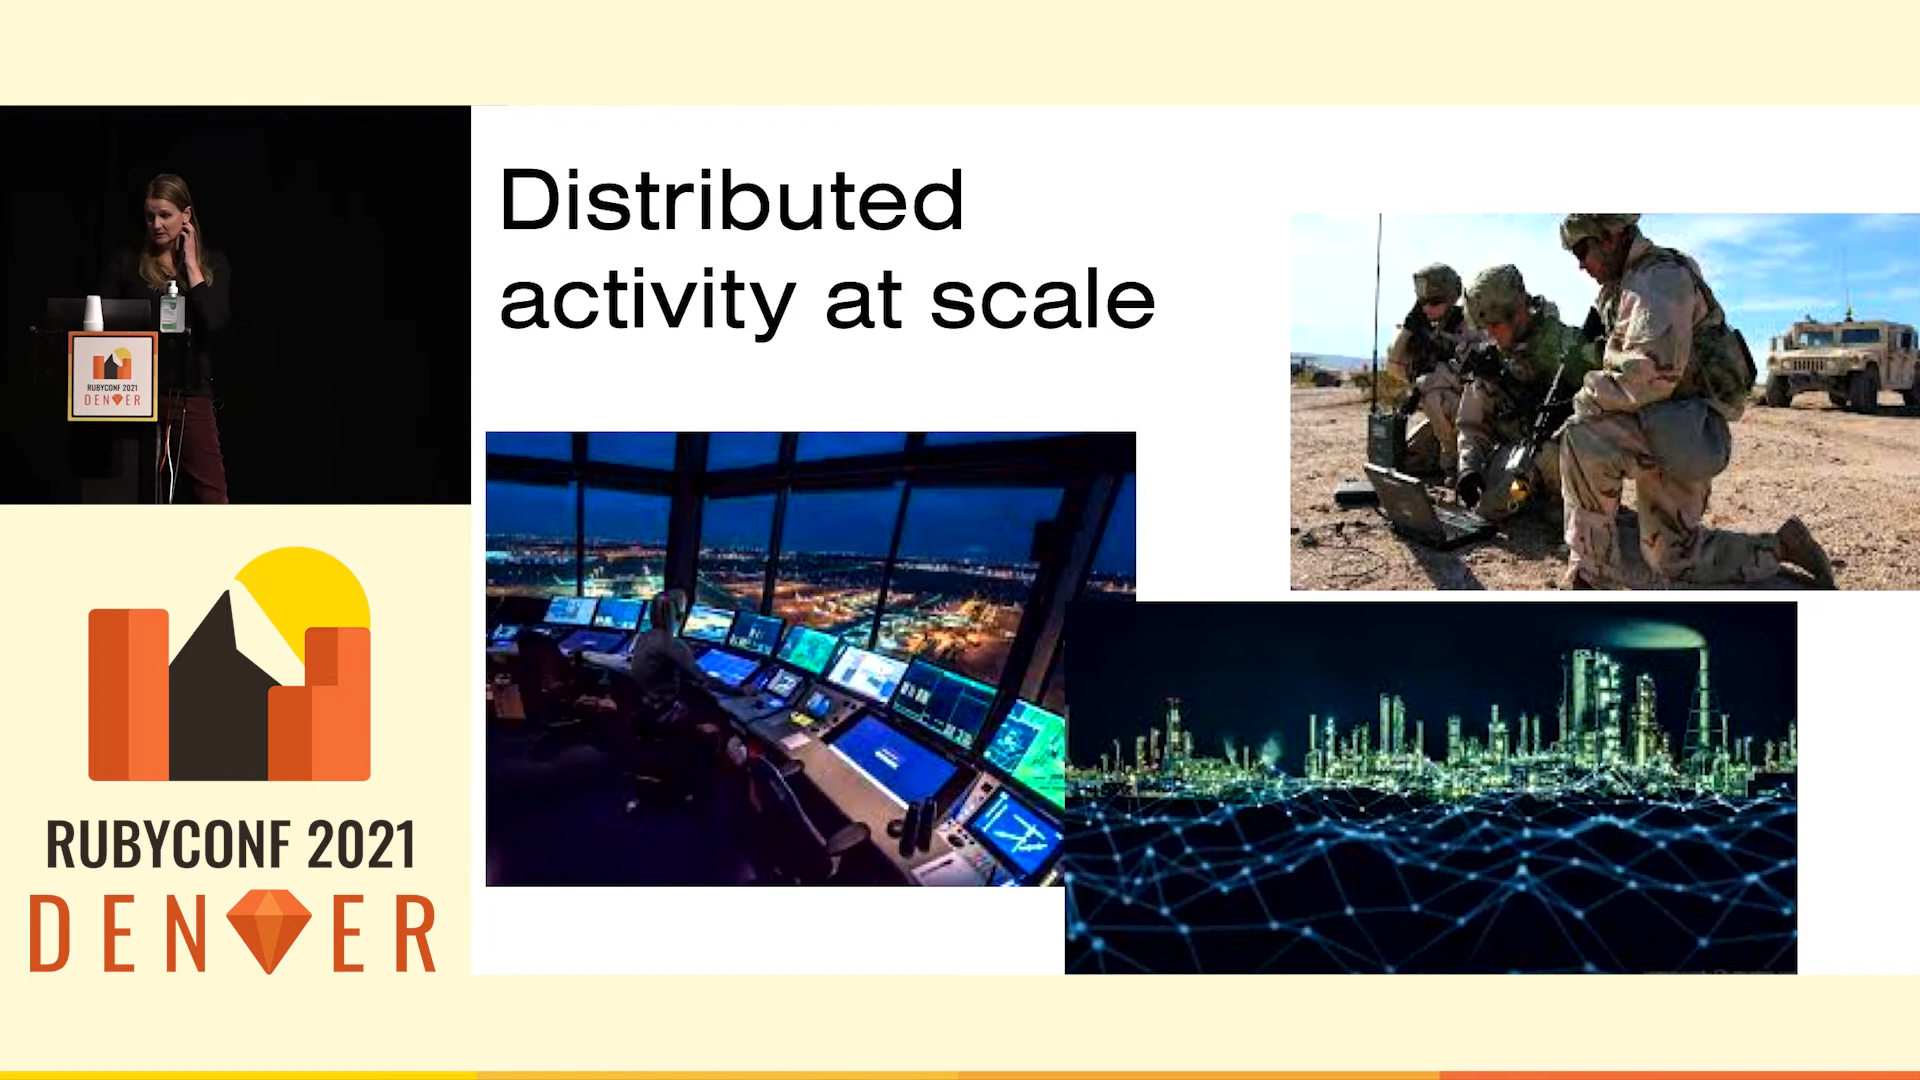 Distributed
activity at scale
RUBYCONF 2021
DENVER
RUBYCONF 2021
DENVER